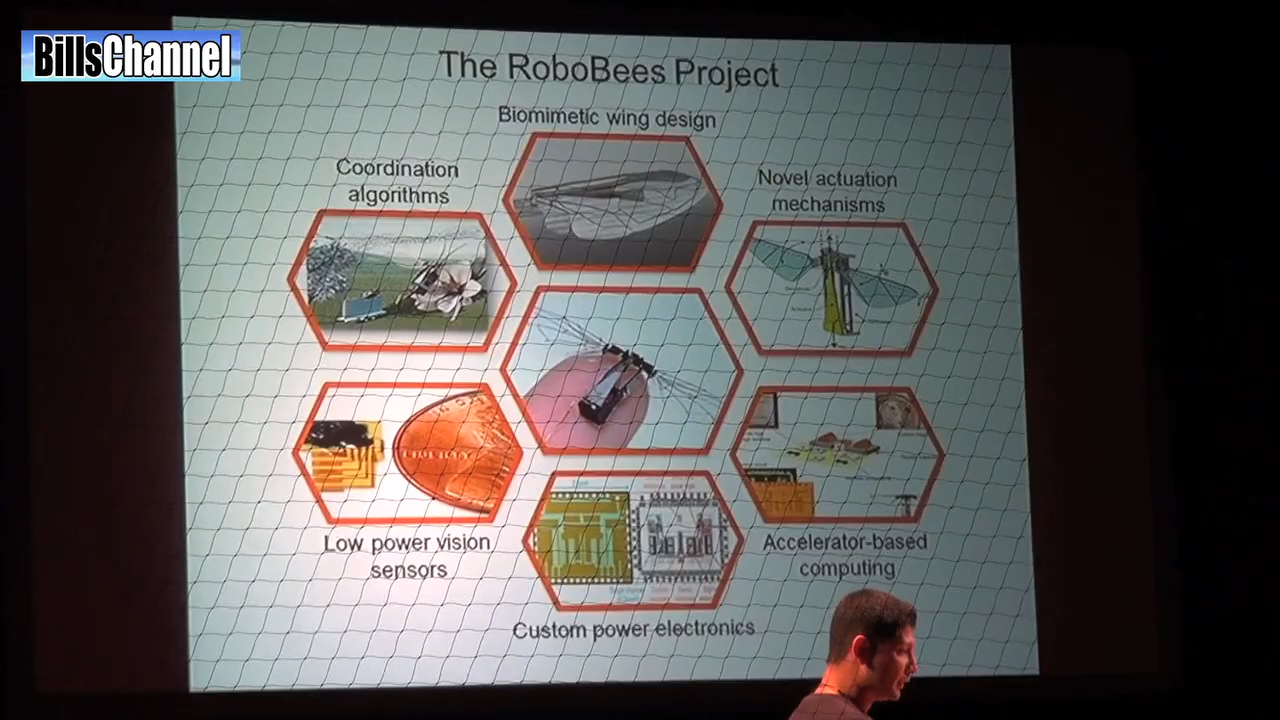 BillsChannel
The RoboBees Project
Biomimetic wing design
Coordination
algorithms
Novel actuation
mechanisms
LIBERTY
Low power vision
sensors
Accelerator-based
computing
Custom power electronics